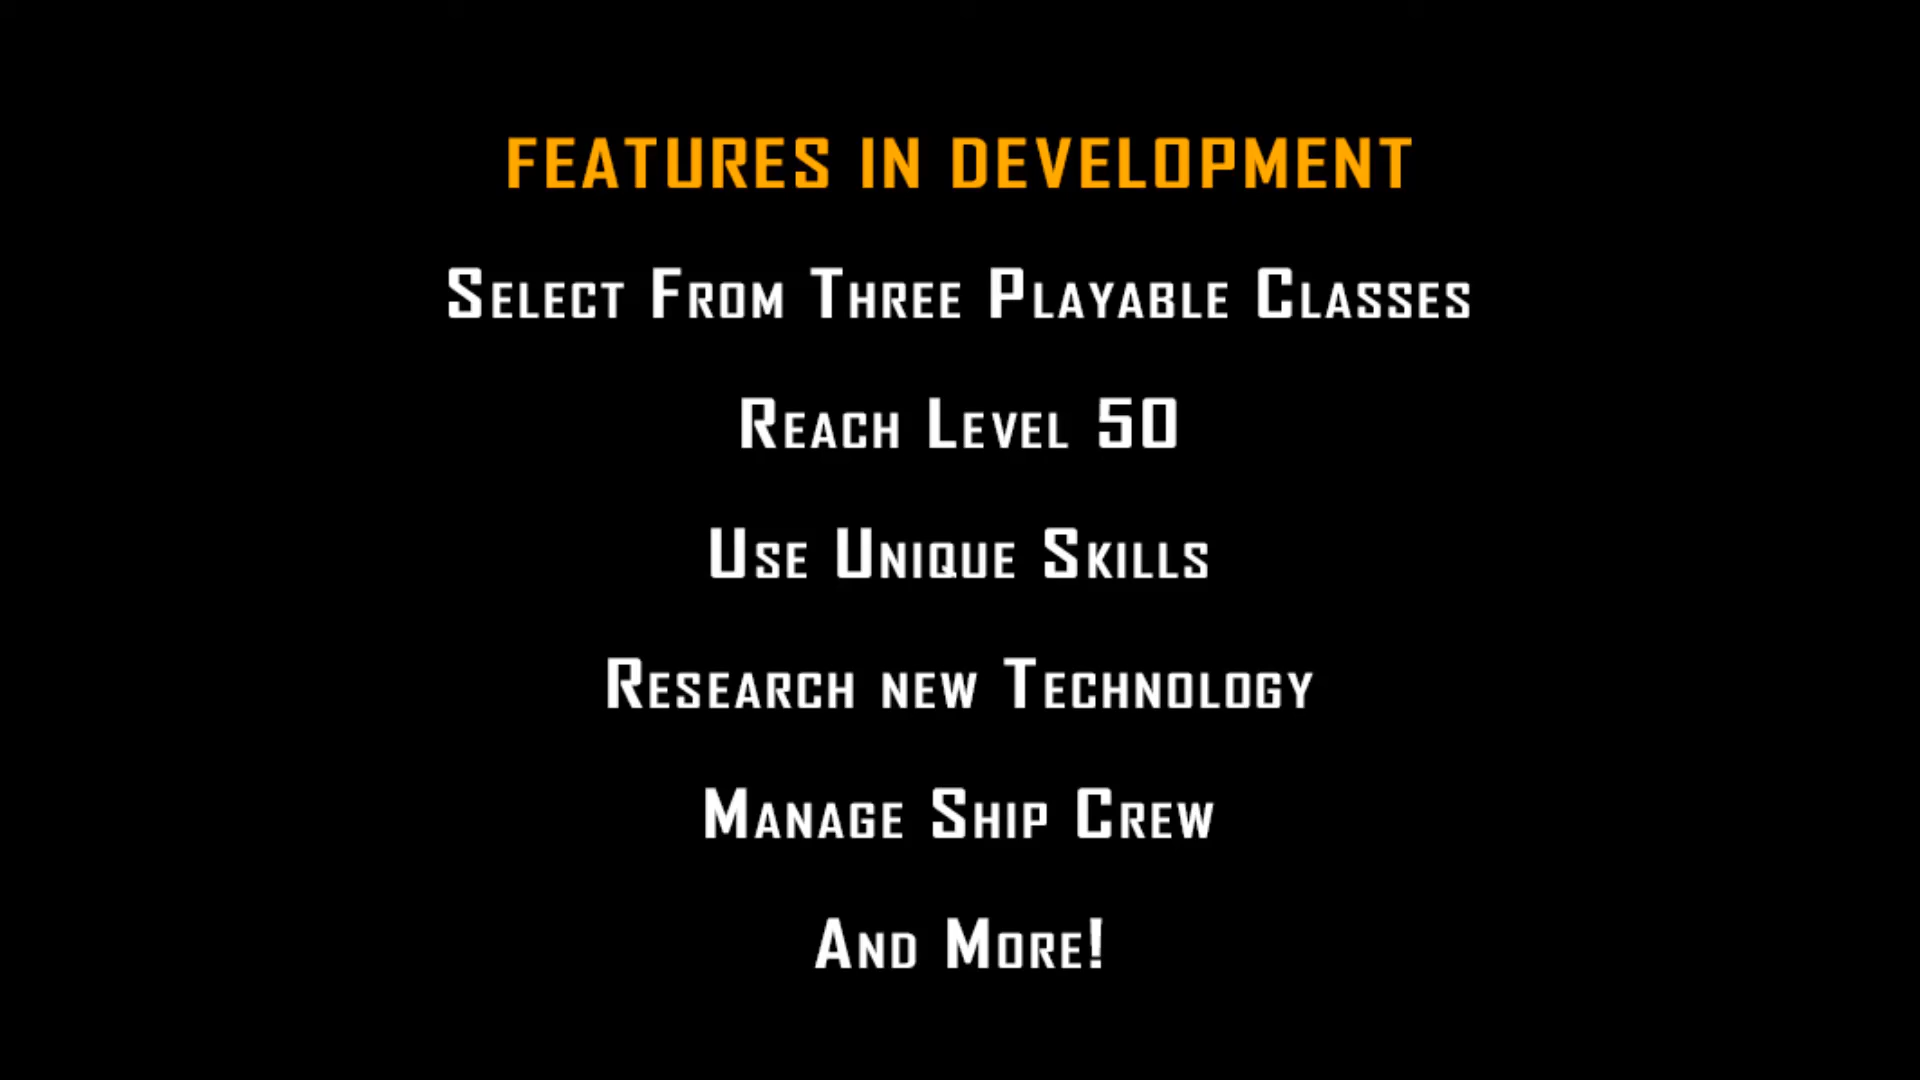 FEATURES IN DEVELOPMENT
Select From Three Playable Classes
Reach Level 50
Use Unique Skills
Research new Technology
Manage Ship Crew
And More!